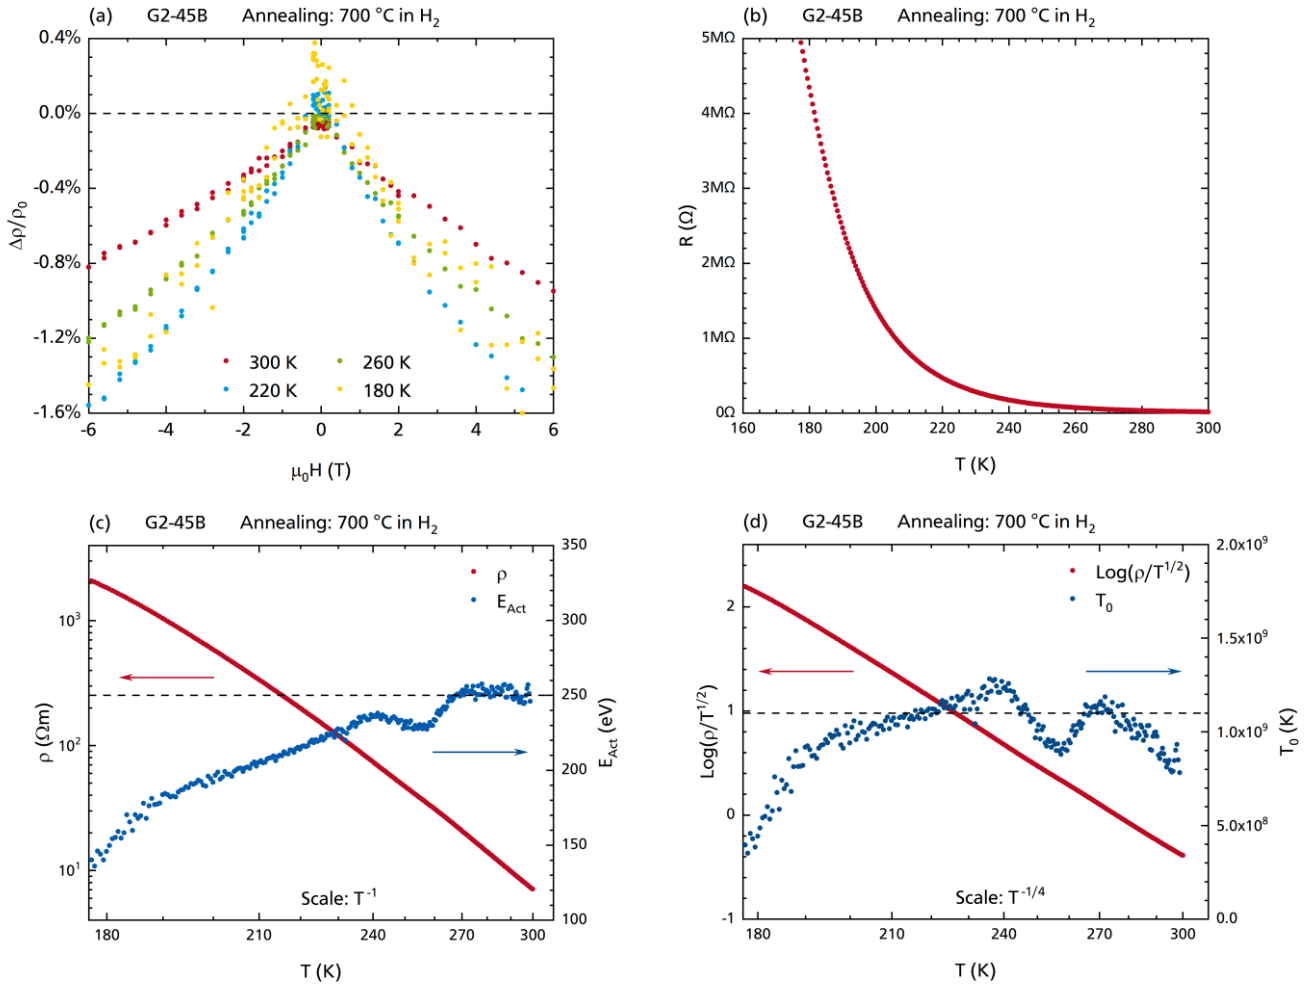 (a) G2-45B Annealing: 700 °C in H₂
0.4%
0.0%
-0.4%
-0.8%
-1.2%
-1.6%
Δρ/ρ₀
300 K 260 K
220 K 180 K
-6 -4 -2 0 2 4 6
μ₀H (T)
(b) G2-45B Annealing: 700 °C in H₂
5MΩ
4MΩ
3MΩ
2MΩ
1MΩ
0Ω
R (Ω)
160 180 200 220 240 260 280 300
T (K)
(c) G2-45B Annealing: 700 °C in H₂
10³
10²
10¹
ρ (Ωm)
ρ
E_Act
350
300
250
200
150
100
E_Act (eV)
Scale: T⁻¹
180 210 240 270 300
T (K)
(d) G2-45B Annealing: 700 °C in H₂
2
1
0
-1
Log(ρ/T^1/2)
Log(ρ/T^1/2)
T₀
2.0x10⁹
1.5x10⁹
1.0x10⁹
5.0x10⁸
0.0
T₀ (K)
Scale: T^-1/4
180 210 240 270 300
T (K)